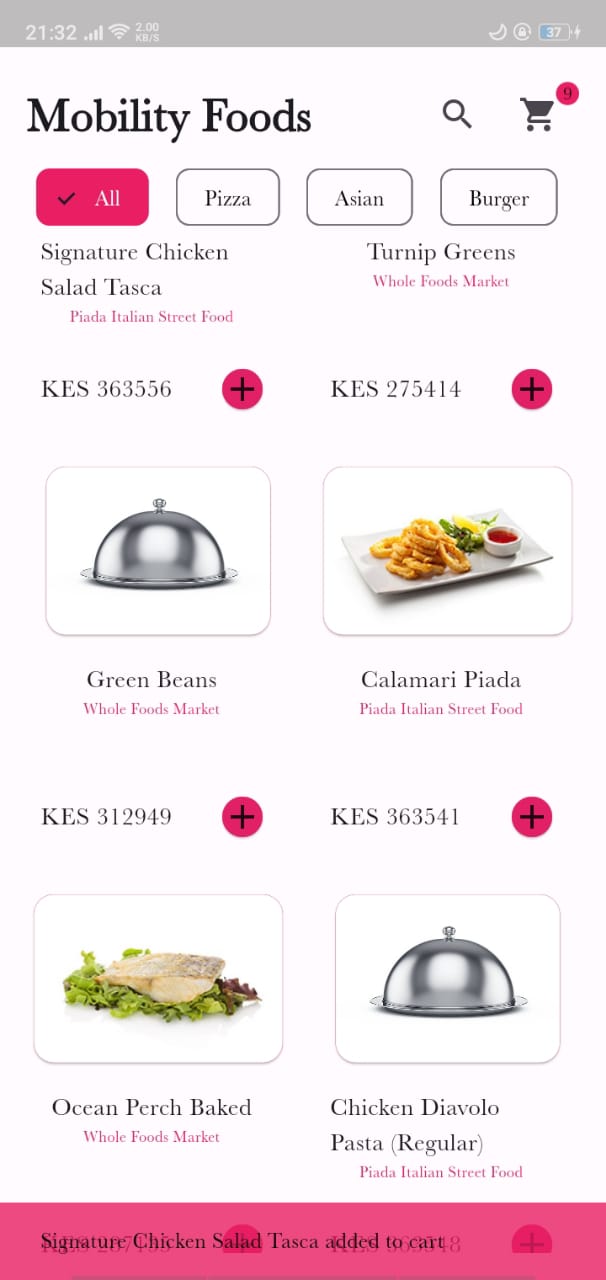 21:32
2.00
KB/S
37
Mobility Foods
9
All
Pizza
Asian
Burger
Signature Chicken
Salad Tasca
Piada Italian Street Food
Turnip Greens
Whole Foods Market
KES 363556
KES 275414
Green Beans
Whole Foods Market
Calamari Piada
Piada Italian Street Food
KES 312949
KES 363541
Ocean Perch Baked
Whole Foods Market
Chicken Diavolo
Pasta (Regular)
Piada Italian Street Food
Signature Chicken Salad Tasca added to cart